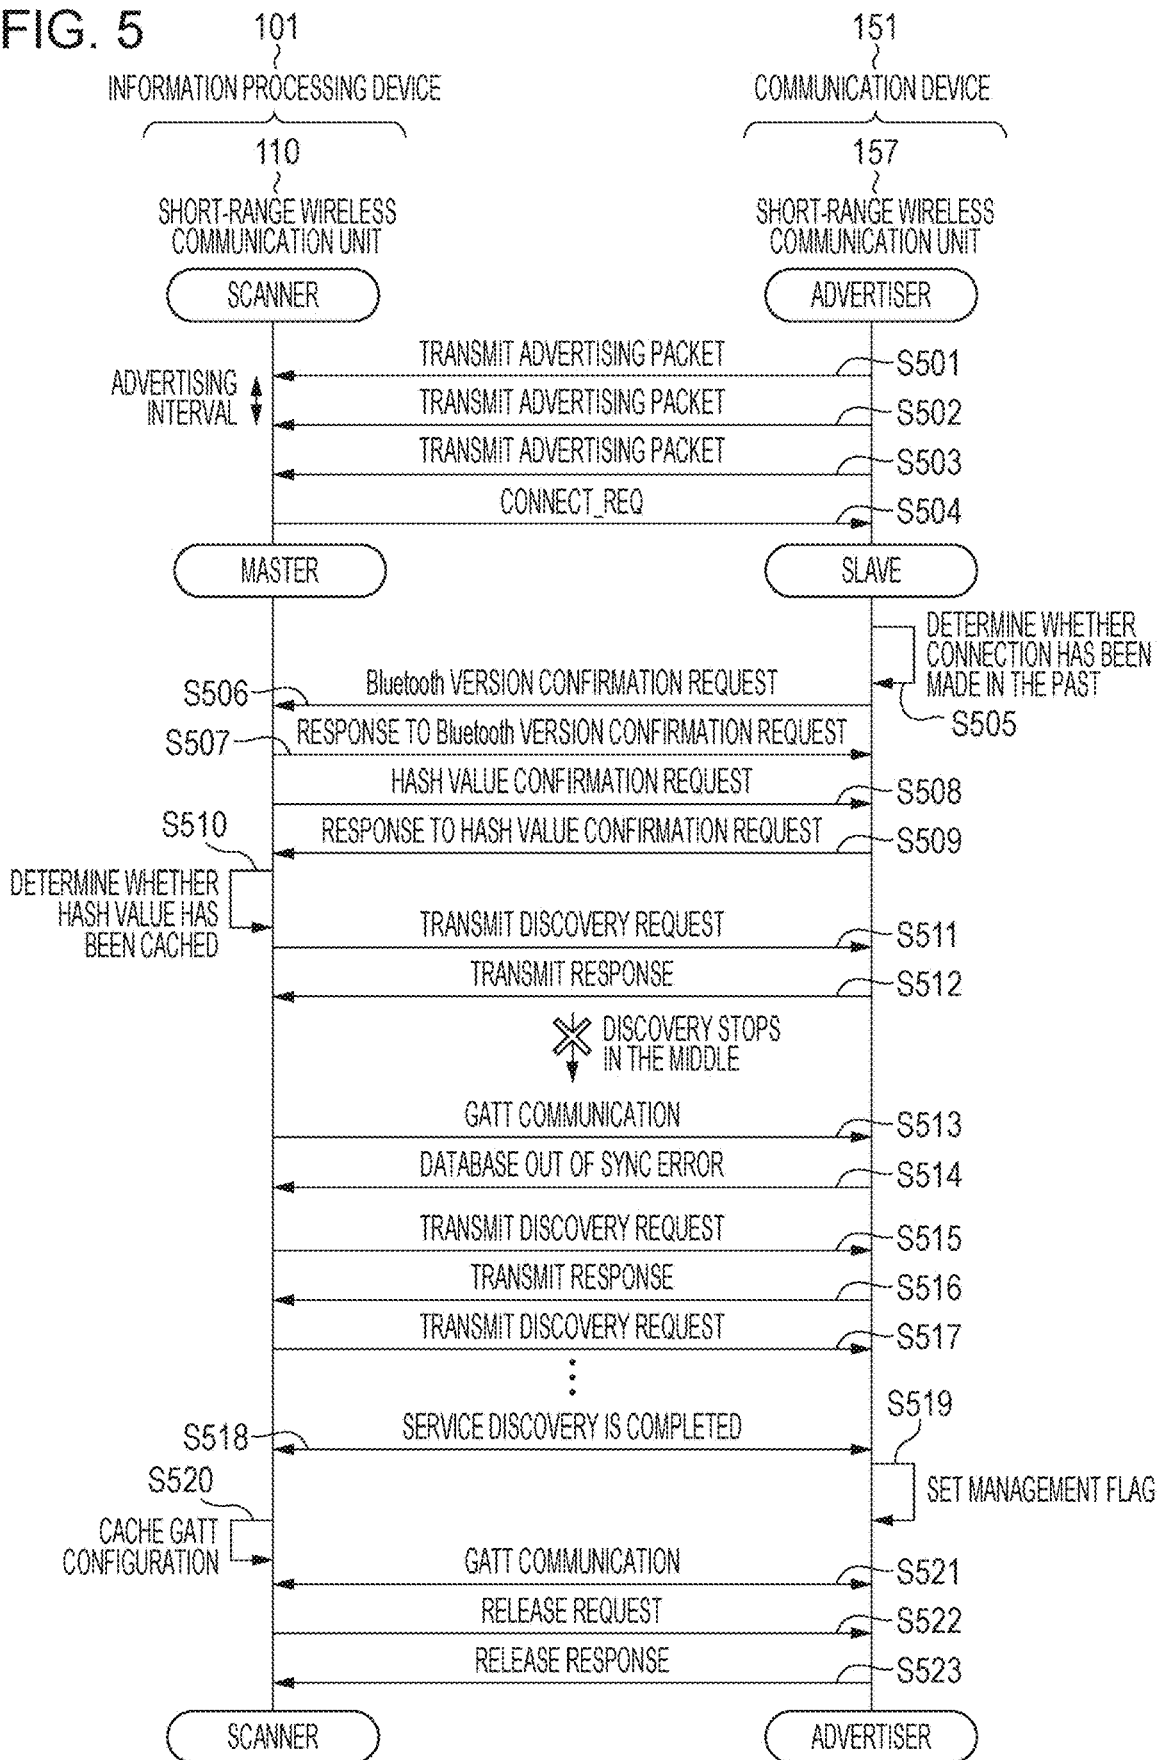 FIG. 5
101
151
INFORMATION PROCESSING DEVICE
COMMUNICATION DEVICE
110
157
SHORT-RANGE WIRELESS
COMMUNICATION UNIT
SHORT-RANGE WIRELESS
COMMUNICATION UNIT
SCANNER
ADVERTISER
TRANSMIT ADVERTISING PACKET
S501
ADVERTISING
INTERVAL
TRANSMIT ADVERTISING PACKET
S502
TRANSMIT ADVERTISING PACKET
S503
CONNECT_REQ
S504
MASTER
SLAVE
DETERMINE WHETHER
CONNECTION HAS BEEN
MADE IN THE PAST
S505
S506
Bluetooth VERSION CONFIRMATION REQUEST
S507
RESPONSE TO Bluetooth VERSION CONFIRMATION REQUEST
HASH VALUE CONFIRMATION REQUEST
S508
RESPONSE TO HASH VALUE CONFIRMATION REQUEST
S509
S510
DETERMINE WHETHER
HASH VALUE HAS
BEEN CACHED
TRANSMIT DISCOVERY REQUEST
S511
TRANSMIT RESPONSE
S512
DISCOVERY STOPS
IN THE MIDDLE
GATT COMMUNICATION
S513
DATABASE OUT OF SYNC ERROR
S514
TRANSMIT DISCOVERY REQUEST
S515
TRANSMIT RESPONSE
S516
TRANSMIT DISCOVERY REQUEST
S517
S518
SERVICE DISCOVERY IS COMPLETED
S519
SET MANAGEMENT FLAG
S520
CACHE GATT
CONFIGURATION
GATT COMMUNICATION
S521
RELEASE REQUEST
S522
RELEASE RESPONSE
S523
SCANNER
ADVERTISER